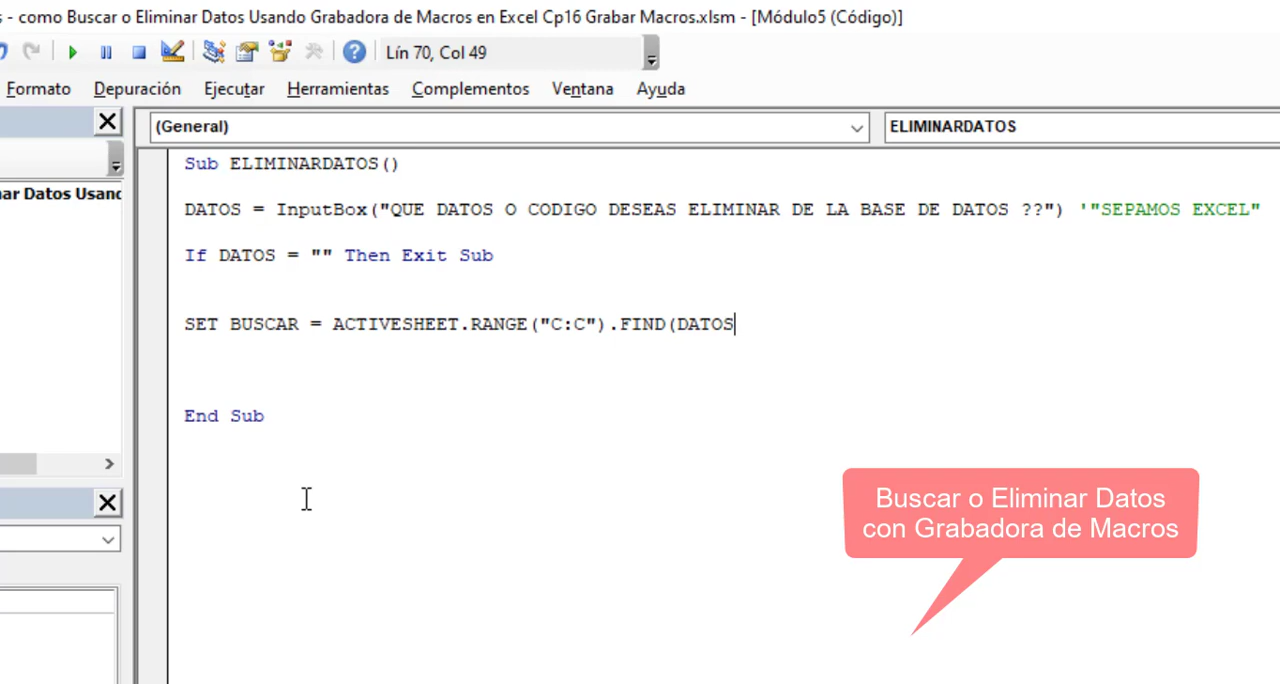 - como Buscar o Eliminar Datos Usando Grabadora de Macros en Excel Cp16 Grabar Macros.xlsm - [Módulo5 (Código)]
Lín 70, Col 49
Formato Depuración Ejecutar Herramientas Complementos Ventana Ayuda
(General) ELIMINARDATOS
Sub ELIMINARDATOS()
nar Datos Usand
DATOS = InputBox("QUE DATOS O CODIGO DESEAS ELIMINAR DE LA BASE DE DATOS ??") '"SEPAMOS EXCEL"
If DATOS = "" Then Exit Sub
SET BUSCAR = ACTIVESHEET.RANGE("C:C").FIND(DATOS
End Sub
Buscar o Eliminar Datos
con Grabadora de Macros